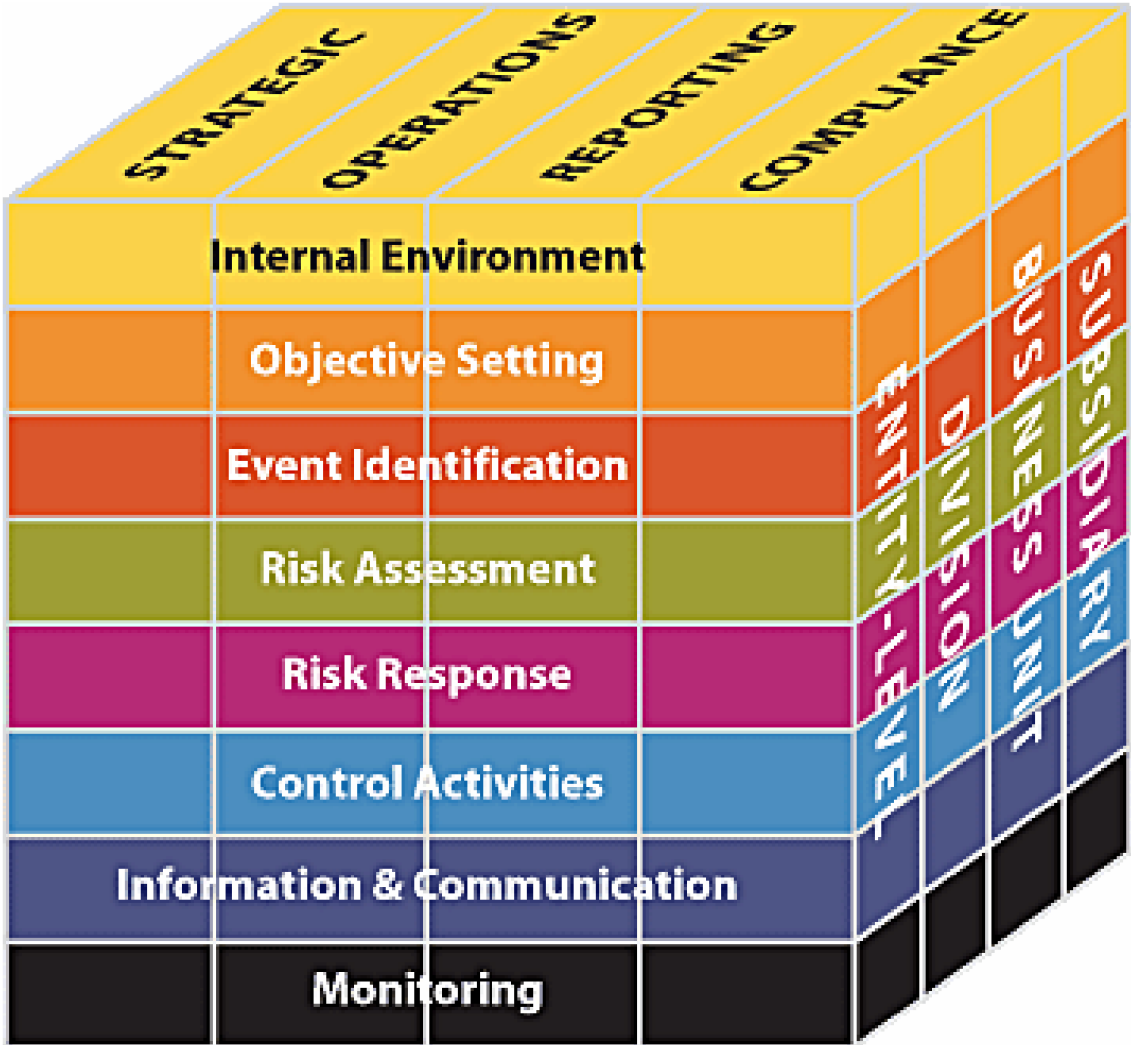 STRATEGIC
OPERATIONS
REPORTING
COMPLIANCE
Internal Environment
Objective Setting
Event Identification
Risk Assessment
Risk Response
Control Activities
Information & Communication
Monitoring
ENTITY-LEVEL
DIVISION
BUSINESS UNIT
SUBSIDIARY